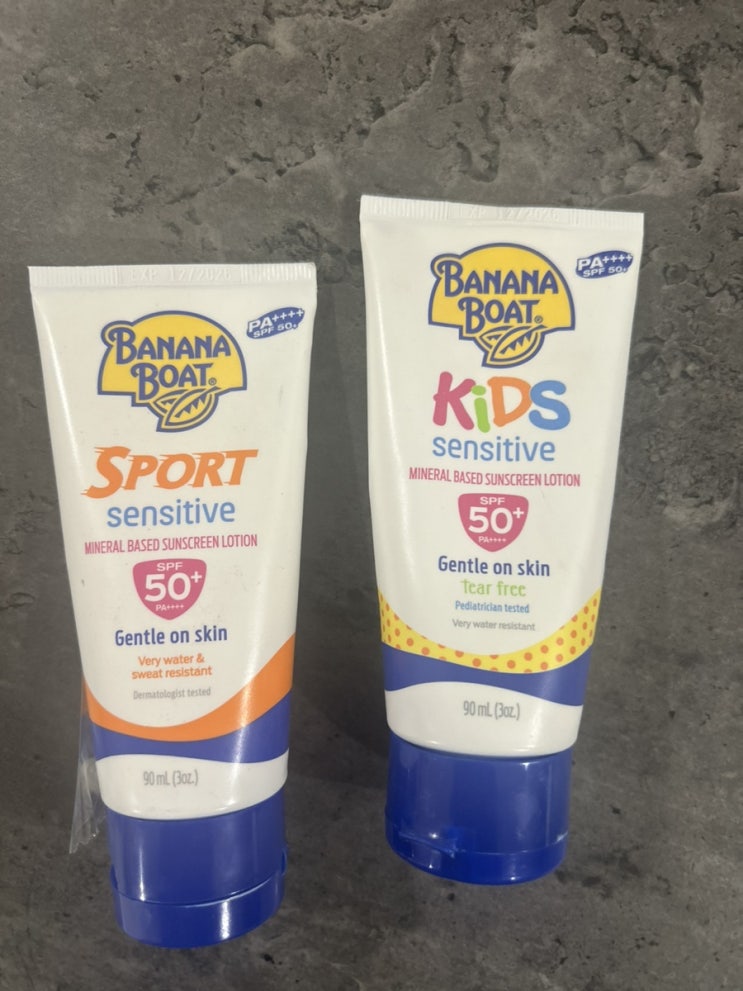 EXP 12/2026
PA++++
SPF 50+
BANANA
BOAT®
SPORT
sensitive
MINERAL BASED SUNSCREEN LOTION
SPF
50+
PA++++
Gentle on skin
Very water &
sweat resistant
Dermatologist tested
90 mL (3oz.)
XP 12/2026
PA++++
SPF 50+
BANANA
BOAT®
KiDS
sensitive
MINERAL BASED SUNSCREEN LOTION
SPF
50+
PA++++
Gentle on skin
Tear free
Pediatrician tested
Very water resistant
90 mL (3oz.)